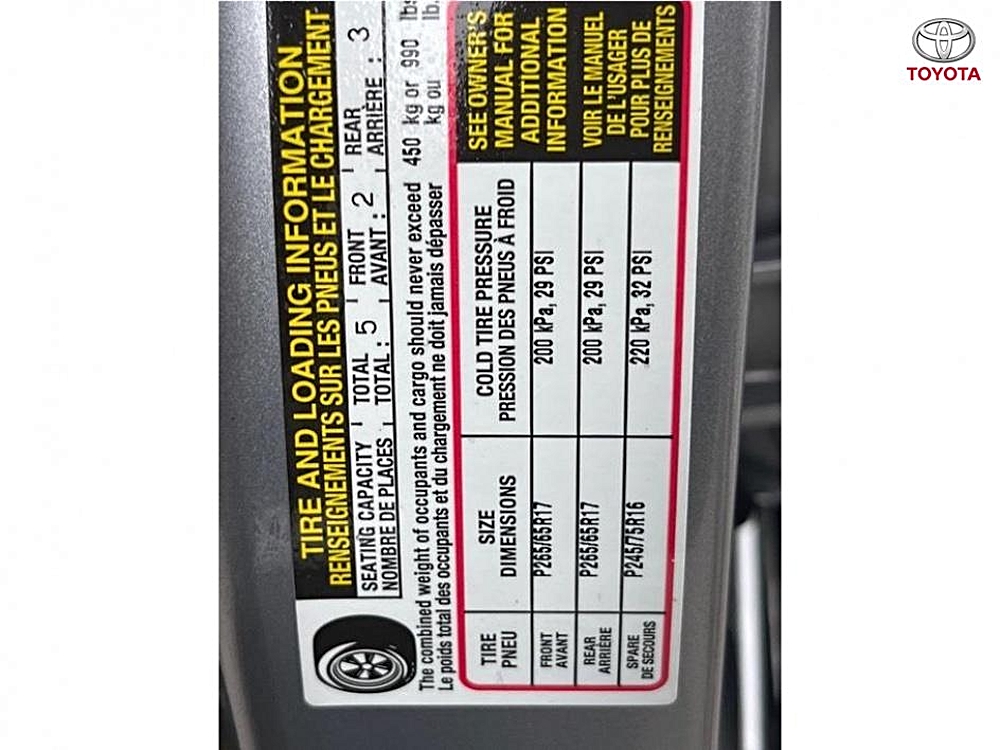 TIRE AND LOADING INFORMATION
RENSEIGNEMENTS SUR LES PNEUS ET LE CHARGEMENT
SEATING CAPACITY TOTAL 5 FRONT 2 REAR 3
NOMBRE DE PLACES TOTAL : AVANT : ARRIÈRE :
The combined weight of occupants and cargo should never exceed 450 kg or 990 lbs
Le poids total des occupants et du chargement ne doit jamais dépasser kg ou lb.
TIRE SIZE COLD TIRE PRESSURE
PNEU DIMENSIONS PRESSION DES PNEUS À FROID
FRONT P265/65R17 200 kPa, 29 PSI
AVANT
REAR P265/65R17 200 kPa, 29 PSI
ARRIÈRE
SPARE P245/75R16 220 kPa, 32 PSI
DE SECOURS
SEE OWNER'S
MANUAL FOR
ADDITIONAL
INFORMATION
VOIR LE MANUEL
DE L'USAGER
POUR PLUS DE
RENSEIGNEMENTS
TOYOTA